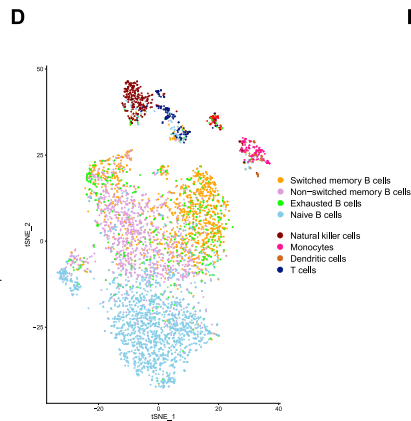 D
50
25
0
−25
tSNE_2
−20
0
20
40
tSNE_1
Switched memory B cells
Non−switched memory B cells
Exhausted B cells
Naive B cells
Natural killer cells
Monocytes
Dendritic cells
T cells